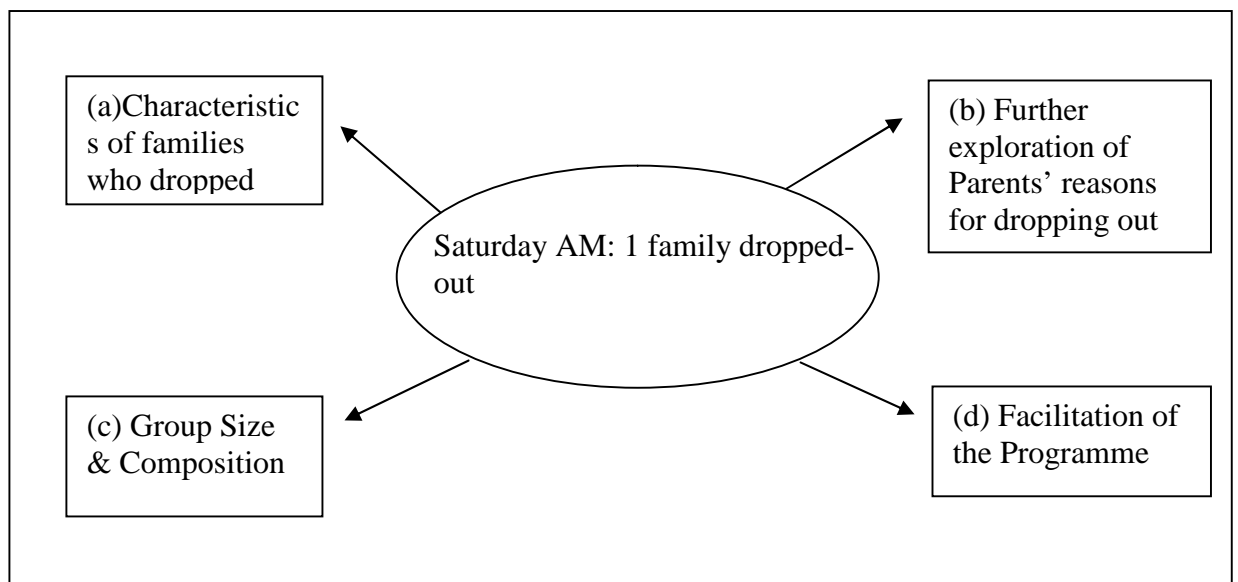 (a)Characteristic
s of families
who dropped
(b) Further
exploration of
Parents’ reasons
for dropping out
Saturday AM: 1 family dropped-
out
(c) Group Size
& Composition
(d) Facilitation of
the Programme